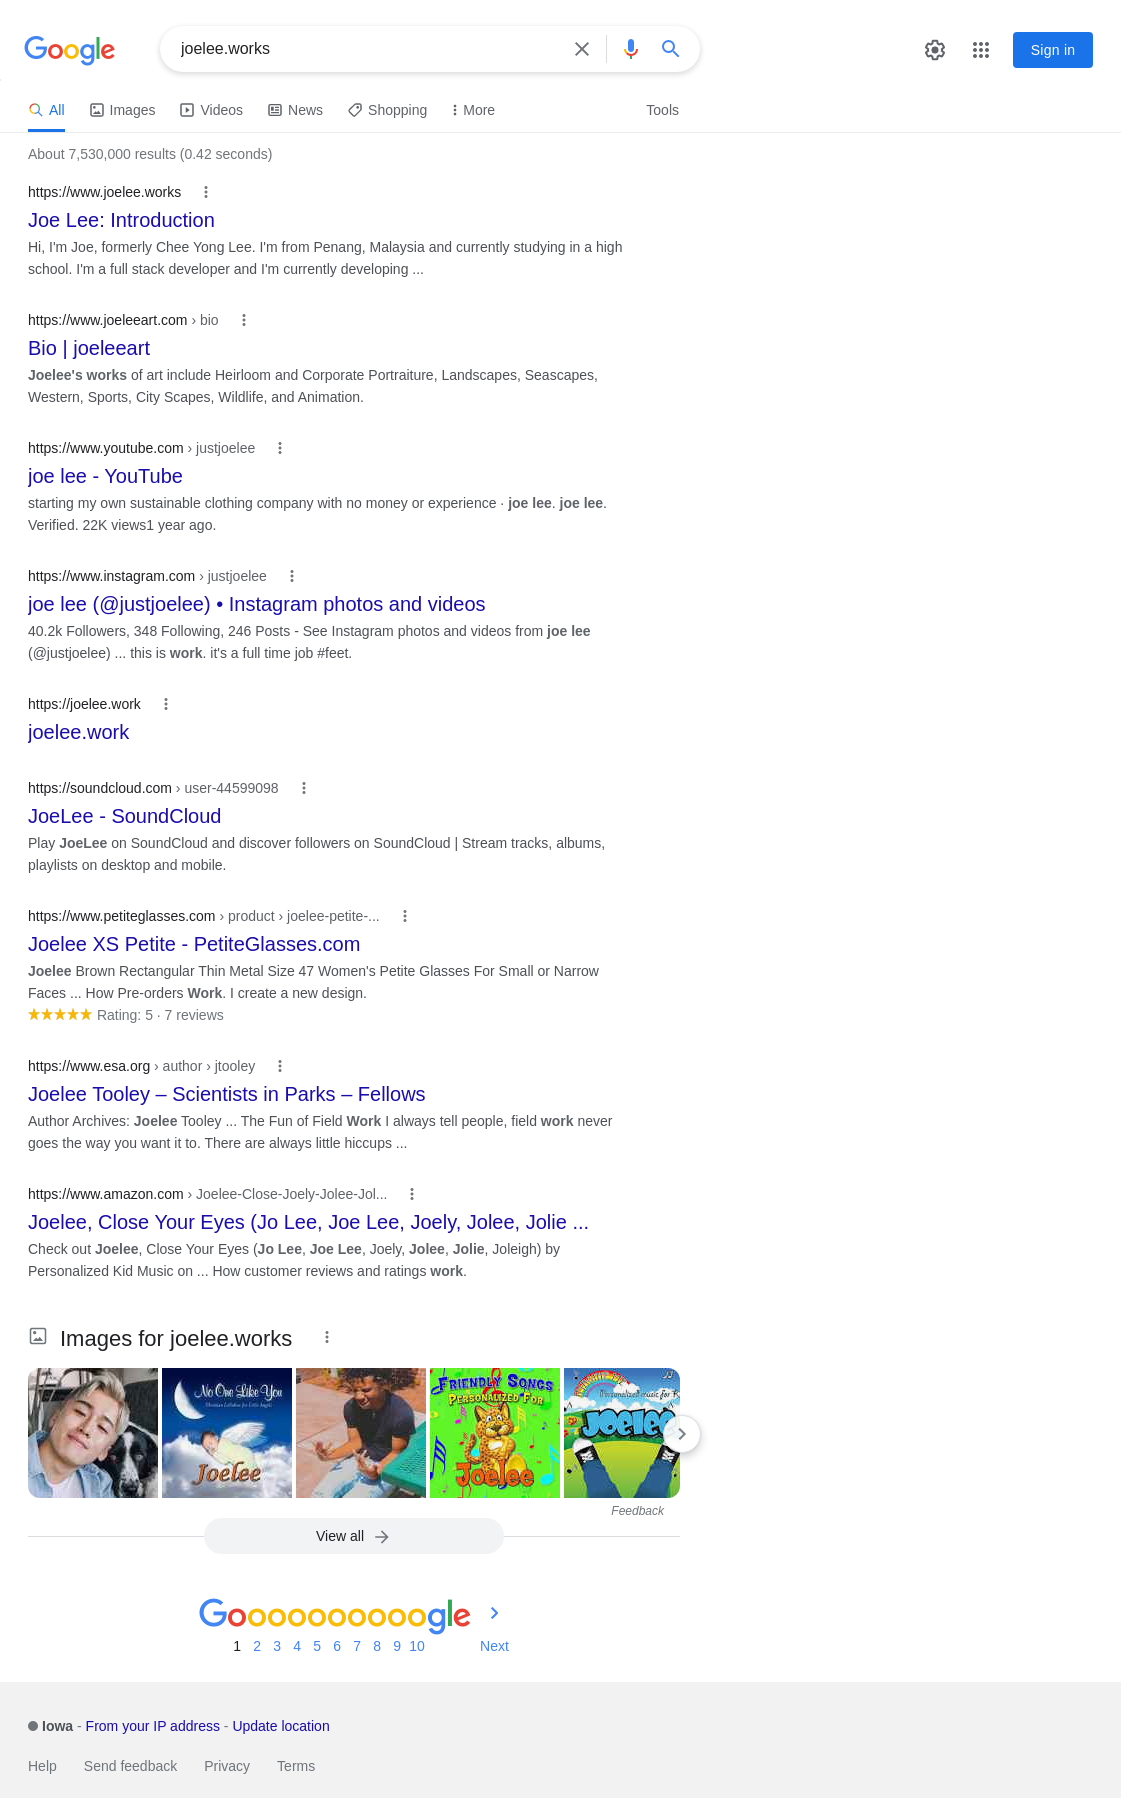 Google
joelee.works
Sign in
All
Images
Videos
News
Shopping
More
Tools
About 7,530,000 results (0.42 seconds)
https://www.joelee.works
Joe Lee: Introduction
Hi, I'm Joe, formerly Chee Yong Lee. I'm from Penang, Malaysia and currently studying in a high
school. I'm a full stack developer and I'm currently developing ...
https://www.joeleeart.com › bio
Bio | joeleeart
Joelee's works of art include Heirloom and Corporate Portraiture, Landscapes, Seascapes,
Western, Sports, City Scapes, Wildlife, and Animation.
https://www.youtube.com › justjoelee
joe lee - YouTube
starting my own sustainable clothing company with no money or experience · joe lee. joe lee.
Verified. 22K views1 year ago.
https://www.instagram.com › justjoelee
joe lee (@justjoelee) • Instagram photos and videos
40.2k Followers, 348 Following, 246 Posts - See Instagram photos and videos from joe lee
(@justjoelee) ... this is work. it's a full time job #feet.
https://joelee.work
joelee.work
https://soundcloud.com › user-44599098
JoeLee - SoundCloud
Play JoeLee on SoundCloud and discover followers on SoundCloud | Stream tracks, albums,
playlists on desktop and mobile.
https://www.petiteglasses.com › product › joelee-petite-...
Joelee XS Petite - PetiteGlasses.com
Joelee Brown Rectangular Thin Metal Size 47 Women's Petite Glasses For Small or Narrow
Faces ... How Pre-orders Work. I create a new design.
Rating: 5 · 7 reviews
https://www.esa.org › author › jtooley
Joelee Tooley – Scientists in Parks – Fellows
Author Archives: Joelee Tooley ... The Fun of Field Work I always tell people, field work never
goes the way you want it to. There are always little hiccups ...
https://www.amazon.com › Joelee-Close-Joely-Jolee-Jol...
Joelee, Close Your Eyes (Jo Lee, Joe Lee, Joely, Jolee, Jolie ...
Check out Joelee, Close Your Eyes (Jo Lee, Joe Lee, Joely, Jolee, Jolie, Joleigh) by
Personalized Kid Music on ... How customer reviews and ratings work.
Images for joelee.works
No One Like You
Christian Lullabies for Little Angels
Joelee
FRIENDLY SONGS
PERSONALIZED FOR
Joelee
Personalized music for
Joelee
Feedback
View all
Goooooooooogle
1 2 3 4 5 6 7 8 9 10 Next
Iowa - From your IP address - Update location
Help
Send feedback
Privacy
Terms